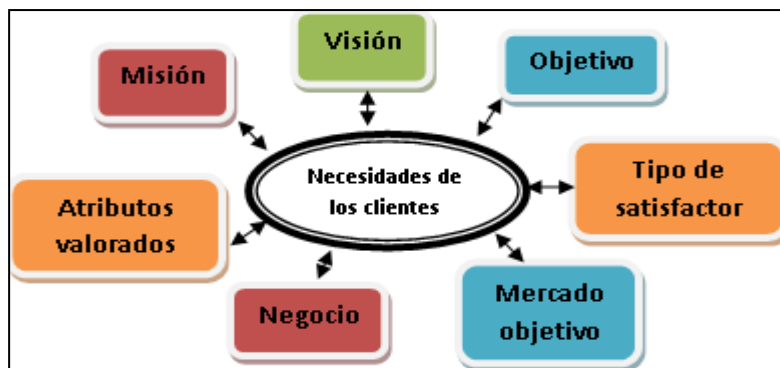 Visión
Misión
Objetivo
Necesidades de
los clientes
Tipo de
satisfactor
Atributos
valorados
Negocio
Mercado
objetivo